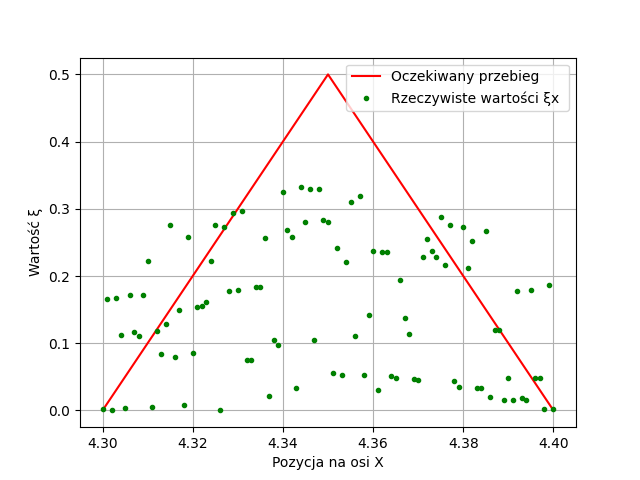 0.5
0.4
0.3
0.2
0.1
0.0
Wartość ξ
Oczekiwany przebieg
Rzeczywiste wartości ξx
4.30 4.32 4.34 4.36 4.38 4.40
Pozycja na osi X